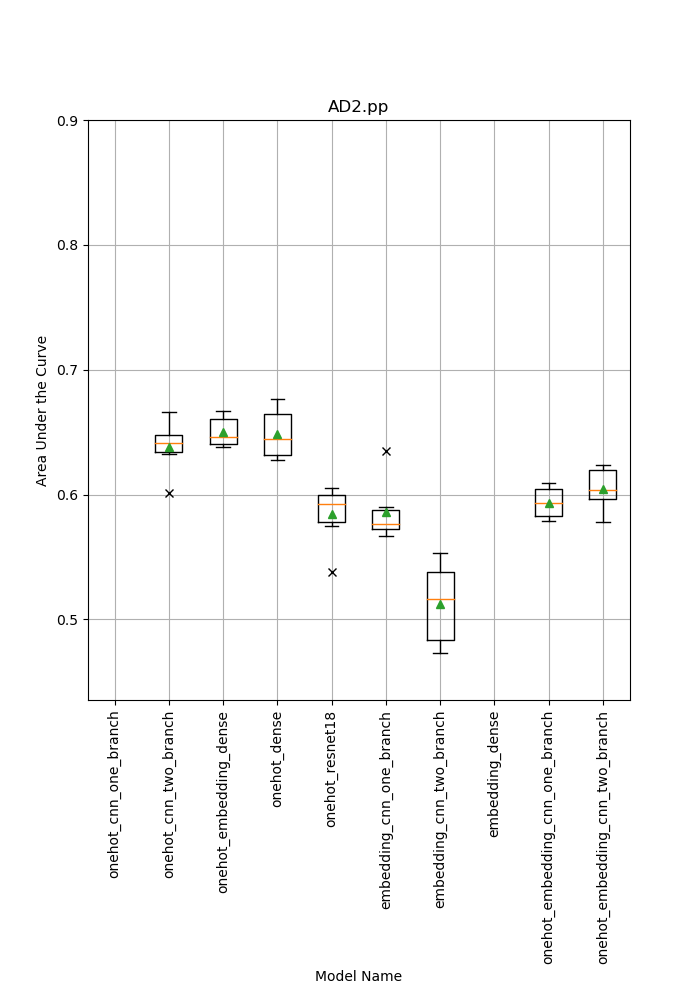 AD2.pp
0.9
0.8
0.7
0.6
0.5
Area Under the Curve
onehot_cnn_one_branch
onehot_cnn_two_branch
onehot_embedding_dense
onehot_dense
onehot_resnet18
embedding_cnn_one_branch
embedding_cnn_two_branch
embedding_dense
onehot_embedding_cnn_one_branch
onehot_embedding_cnn_two_branch
Model Name